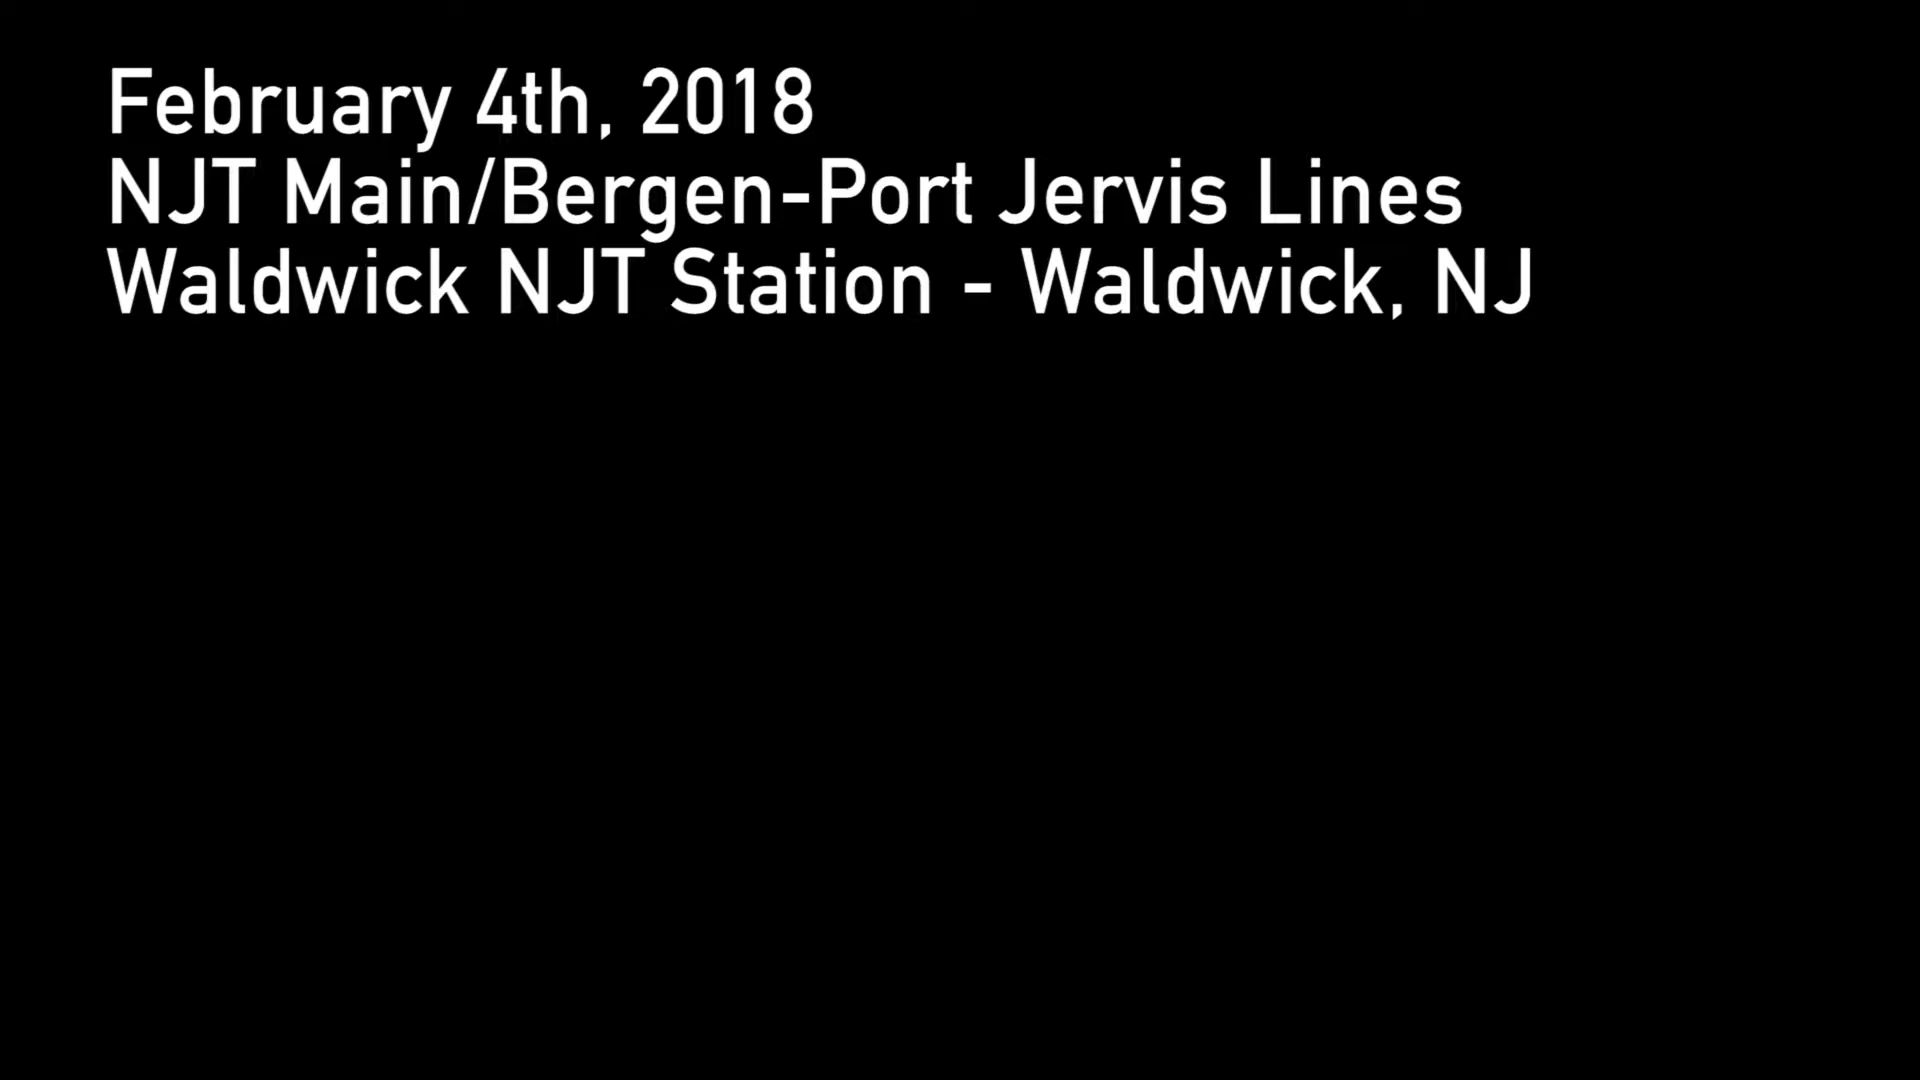 February 4th, 2018
NJT Main/Bergen-Port Jervis Lines
Waldwick NJT Station - Waldwick, NJ